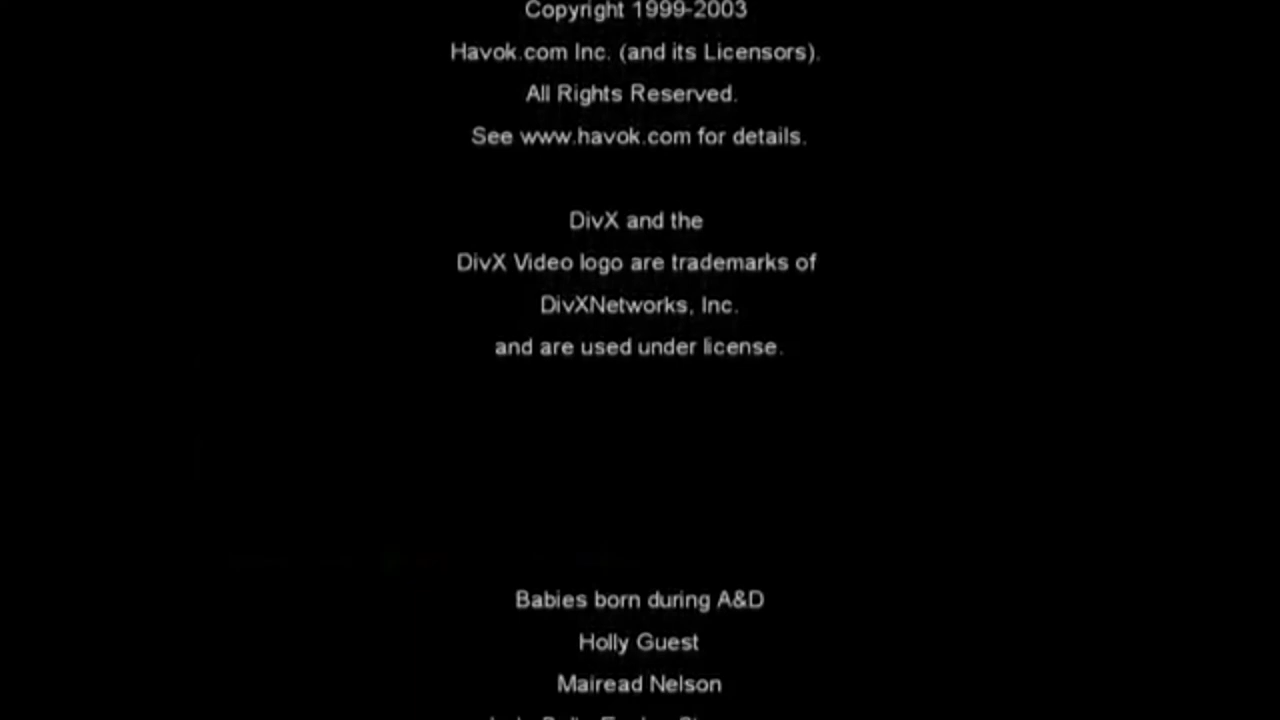 Copyright 1999-2003
Havok.com Inc. (and its Licensors).
All Rights Reserved.
See www.havok.com for details.
DivX and the
DivX Video logo are trademarks of
DivXNetworks, Inc.
and are used under license.
Babies born during A&D
Holly Guest
Mairead Nelson